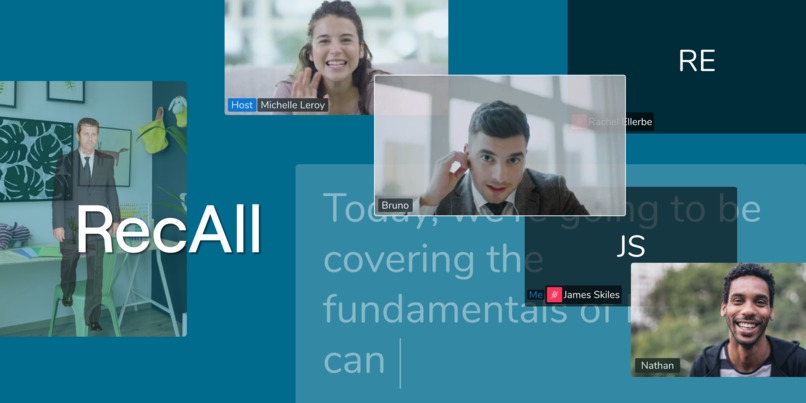 RE
Host Michelle Leroy
Rachel Ellerbe
Bruno
Today, we're going to be
covering the
fundamentals of
can
RecAll
JS
Me James Skiles
Nathan